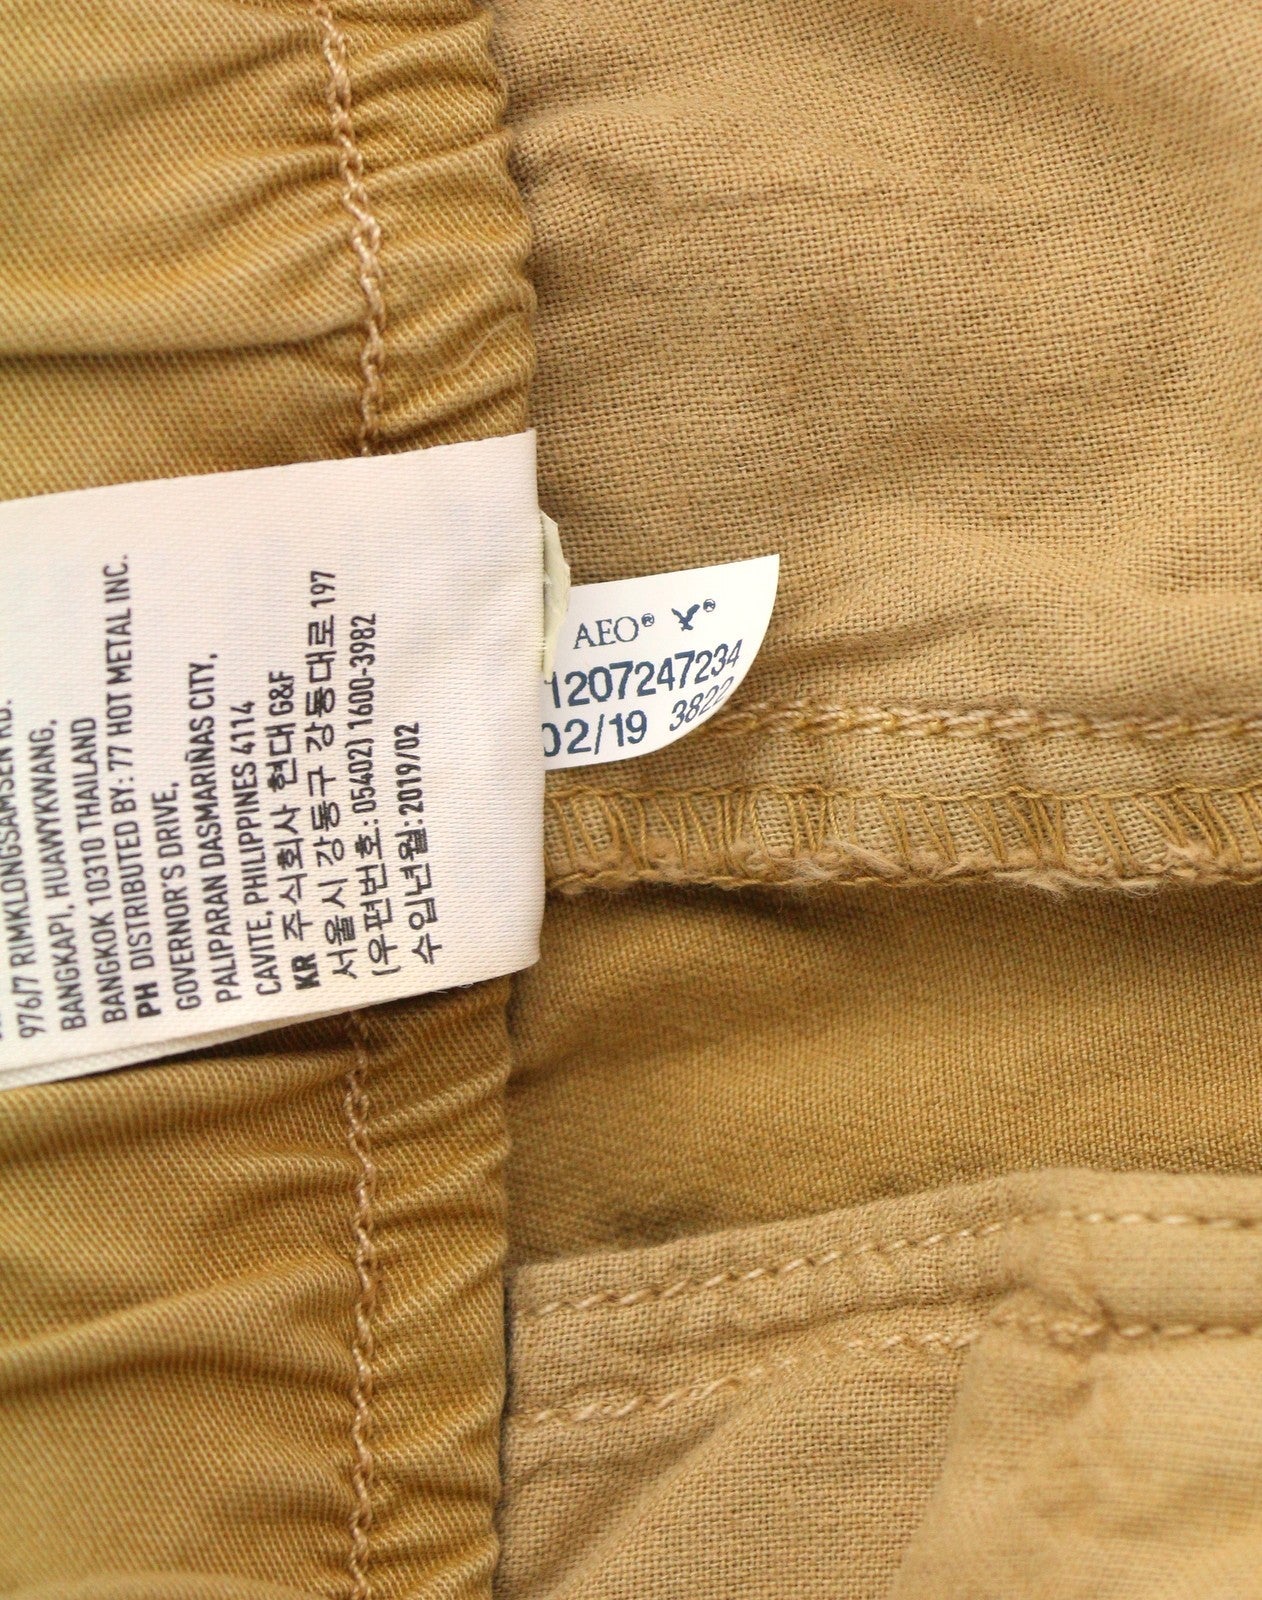 976/7 RIMKLONGSAMSEN RD.
BANGKAPI, HUAWYKWANG,
BANGKOK 10310 THAILAND
PH DISTRIBUTED BY: 77 HOT METAL INC.
GOVERNOR'S DRIVE,
PALIPARAN DASMARIÑAS CITY,
CAVITE, PHILIPPINES 4114
KR 주식회사 현대 G&F
서울시 강동구 강동대로 197
(우편번호:05402) 1600-3982
수입년월:2019/02
AEO®
1207247234
02/19 3822